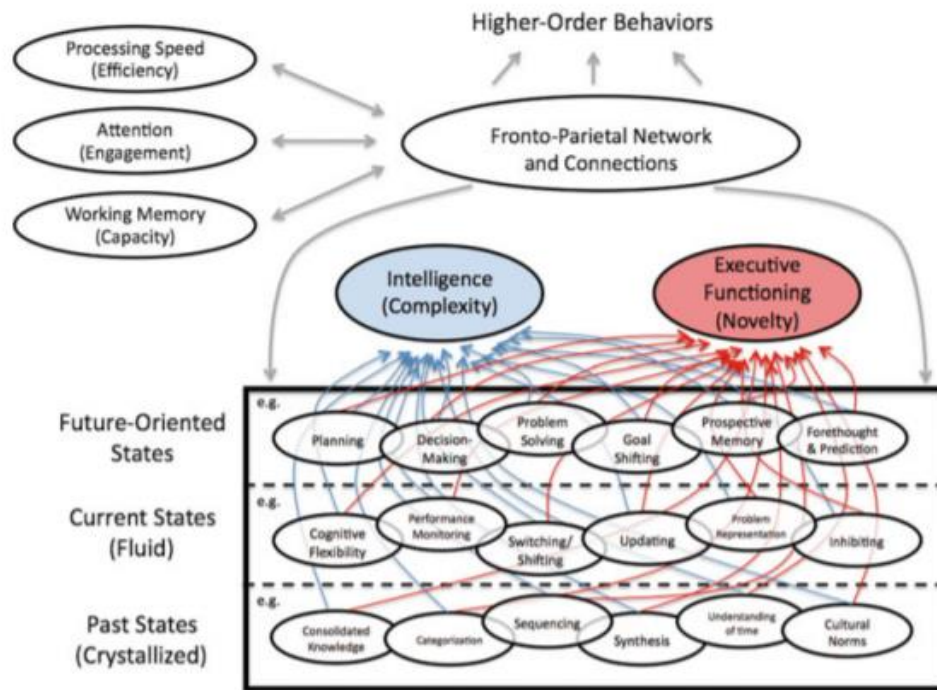 Higher-Order Behaviors
Processing Speed
(Efficiency)
Attention
(Engagement)
Working Memory
(Capacity)
Fronto-Parietal Network
and Connections
Intelligence
(Complexity)
Executive
Functioning
(Novelty)
Future-Oriented
States
e.g.
Planning
Decision-
Making
Problem
Solving
Goal
Shifting
Prospective
Memory
Forethought
& Prediction
Current States
(Fluid)
e.g.
Cognitive
Flexibility
Performance
Monitoring
Switching/
Shifting
Updating
Problem
Representation
Inhibiting
Past States
(Crystallized)
e.g.
Consolidated
Knowledge
Categorization
Sequencing
Synthesis
Understanding
of time
Cultural
Norms